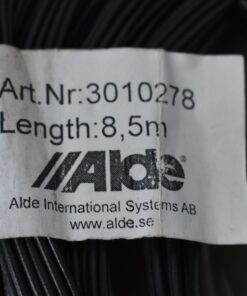 Art.Nr:3010278
Length:8,5m
Alde
Alde International Systems AB
www.alde.se